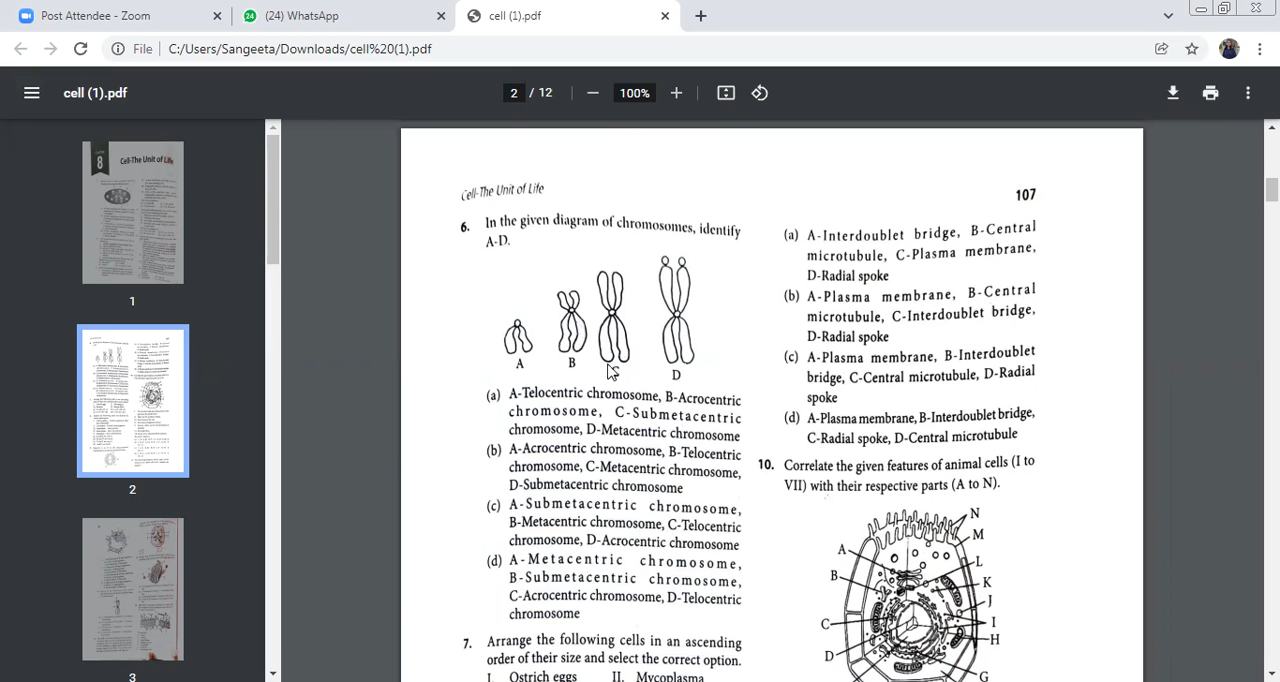 Post Attendee - Zoom
(24) WhatsApp
cell (1).pdf
File
C:/Users/Sangeeta/Downloads/cell%20(1).pdf
cell (1).pdf
2 / 12
100%
1
2
3
Cell-The Unit of Life
107
6. In the given diagram of chromosomes, identify
A-D.
A
B
D
(a) A-Telocentric chromosome, B-Acrocentric
chromosome, C-Submetacentric
chromosome, D-Metacentric chromosome
(b) A-Acrocentric chromosome, B-Telocentric
chromosome, C-Metacentric chromosome,
D-Submetacentric chromosome
(c) A-Submetacentric chromosome,
B-Metacentric chromosome, C-Telocentric
chromosome, D-Acrocentric chromosome
(d) A-Metacentric chromosome,
B-Submetacentric chromosome,
C-Acrocentric chromosome, D-Telocentric
chromosome
7. Arrange the following cells in an ascending
order of their size and select the correct option.
I. Ostrich eggs II. Mycoplasma
(a) A-Interdoublet bridge, B-Central
microtubule, C-Plasma membrane,
D-Radial spoke
(b) A-Plasma membrane, B-Central
microtubule, C-Interdoublet bridge,
D-Radial spoke
(c) A-Plasma membrane, B-Interdoublet
bridge, C-Central microtubule, D-Radial
spoke
(d) A-Plasma membrane, B-Interdoublet bridge,
C-Radial spoke, D-Central microtubule
10. Correlate the given features of animal cells (I to
VII) with their respective parts (A to N).
N
M
A
L
B
K
J
C
I
H
D
G
8
Cell-The Unit of Life